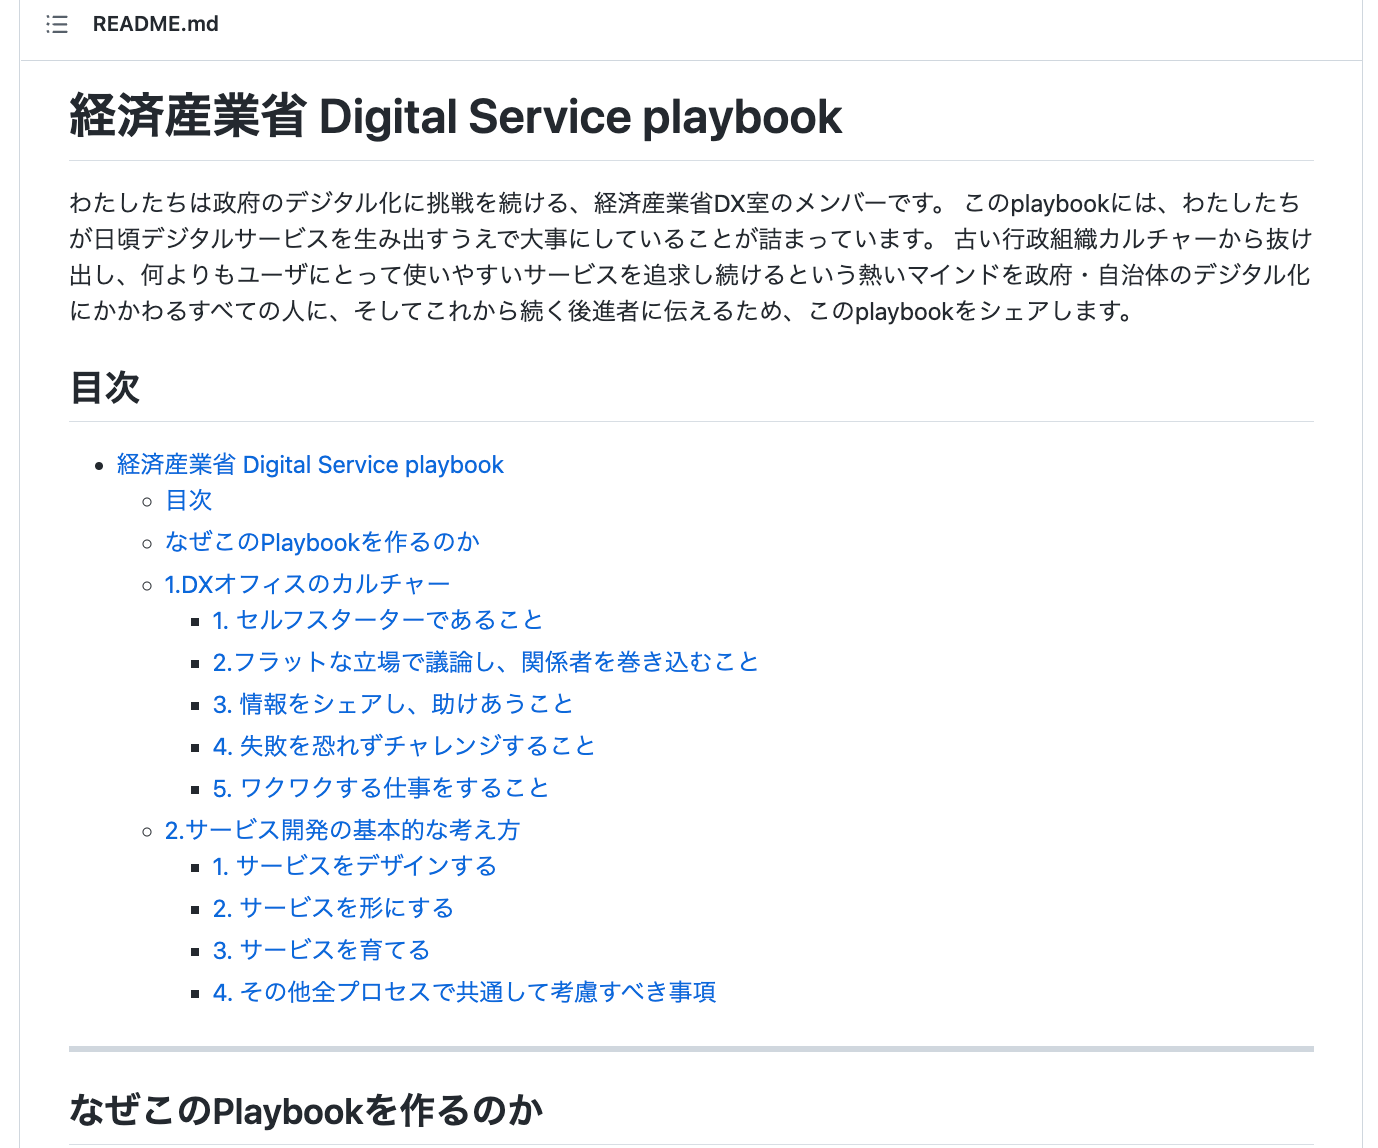 README.md
経済産業省 Digital Service playbook
わたしたちは政府のデジタル化に挑戦を続ける、経済産業省DX室のメンバーです。 このplaybookには、わたしたち
が日頃デジタルサービスを生み出すうえで大事にしていることが詰まっています。 古い行政組織カルチャーから抜け
出し、何よりもユーザにとって使いやすいサービスを追求し続けるという熱いマインドを政府・自治体のデジタル化
にかかわるすべての人に、そしてこれから続く後進者に伝えるため、このplaybookをシェアします。
目次
経済産業省 Digital Service playbook
目次
なぜこのPlaybookを作るのか
1.DXオフィスのカルチャー
1. セルフスターターであること
2.フラットな立場で議論し、関係者を巻き込むこと
3. 情報をシェアし、助けあうこと
4. 失敗を恐れずチャレンジすること
5. ワクワクする仕事をすること
2.サービス開発の基本的な考え方
1. サービスをデザインする
2. サービスを形にする
3. サービスを育てる
4. その他全プロセスで共通して考慮すべき事項
なぜこのPlaybookを作るのか